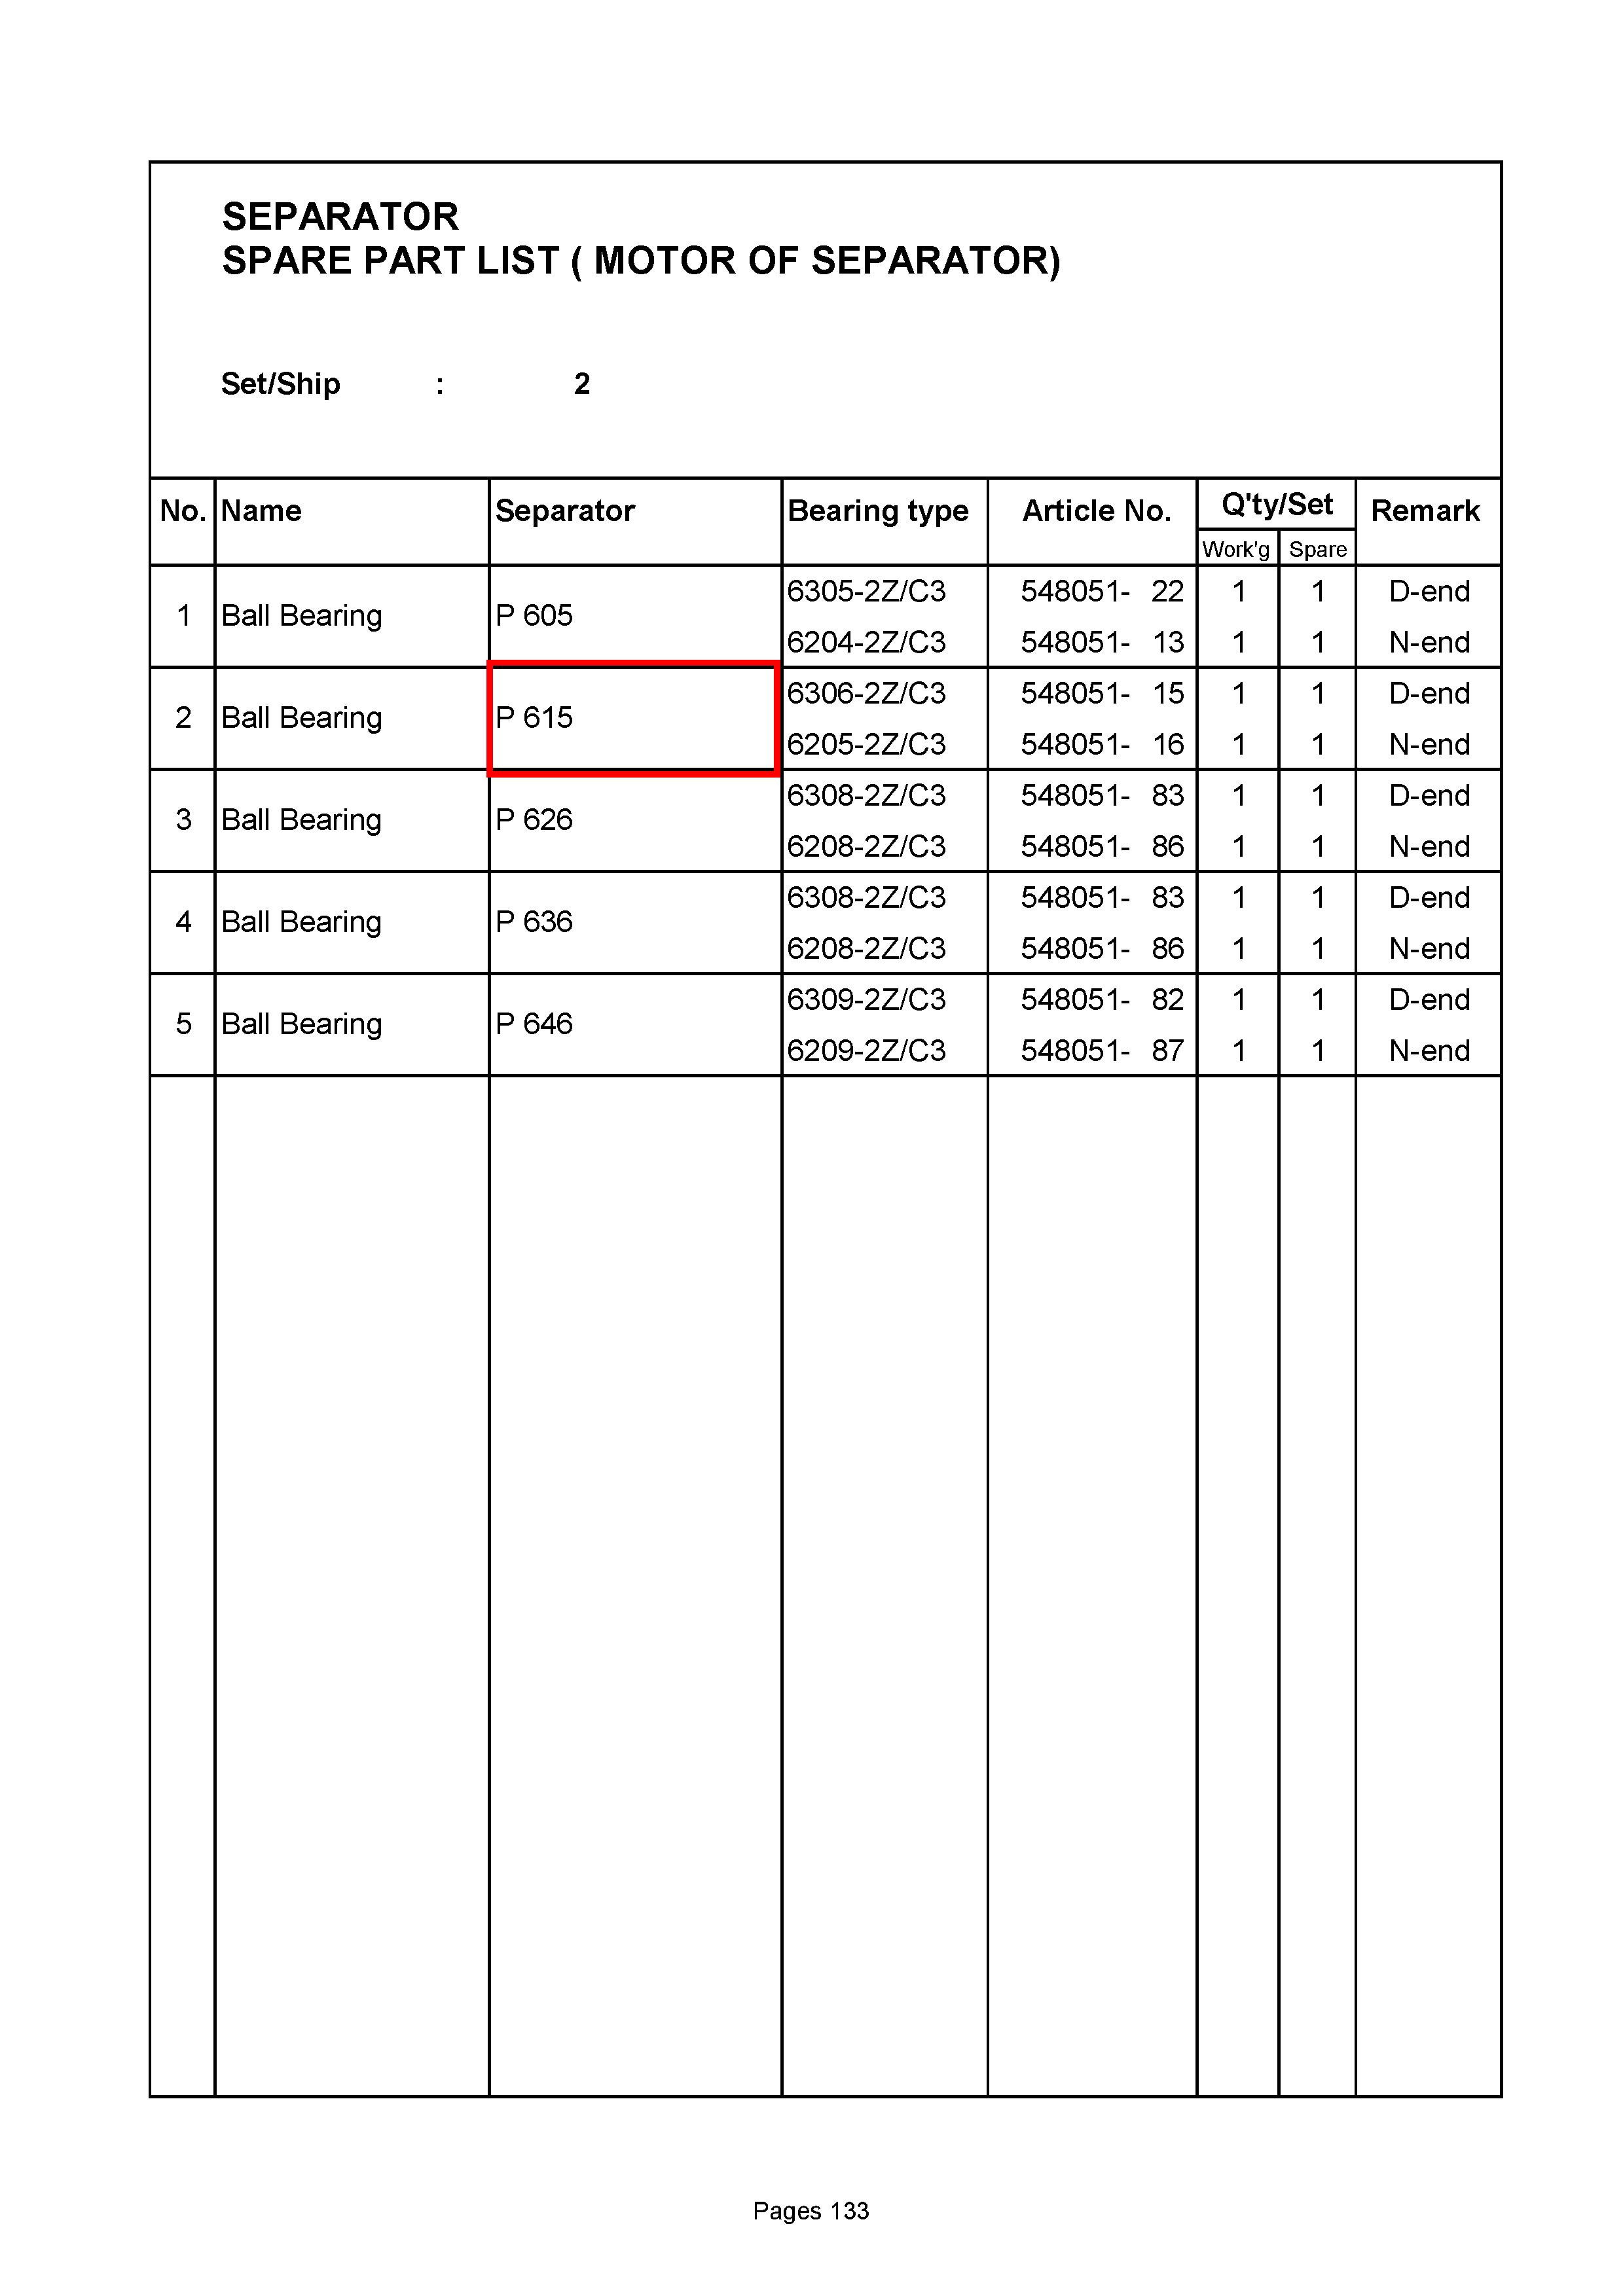 SEPARATOR
SPARE PART LIST ( MOTOR OF SEPARATOR)
Set/Ship : 2
No. Name Separator Bearing type Article No. Q'ty/Set Remark
Work'g Spare
1 Ball Bearing P 605 6305-2Z/C3 548051- 22 1 1 D-end
6204-2Z/C3 548051- 13 1 1 N-end
2 Ball Bearing P 615 6306-2Z/C3 548051- 15 1 1 D-end
6205-2Z/C3 548051- 16 1 1 N-end
3 Ball Bearing P 626 6308-2Z/C3 548051- 83 1 1 D-end
6208-2Z/C3 548051- 86 1 1 N-end
4 Ball Bearing P 636 6308-2Z/C3 548051- 83 1 1 D-end
6208-2Z/C3 548051- 86 1 1 N-end
5 Ball Bearing P 646 6309-2Z/C3 548051- 82 1 1 D-end
6209-2Z/C3 548051- 87 1 1 N-end
Pages 133